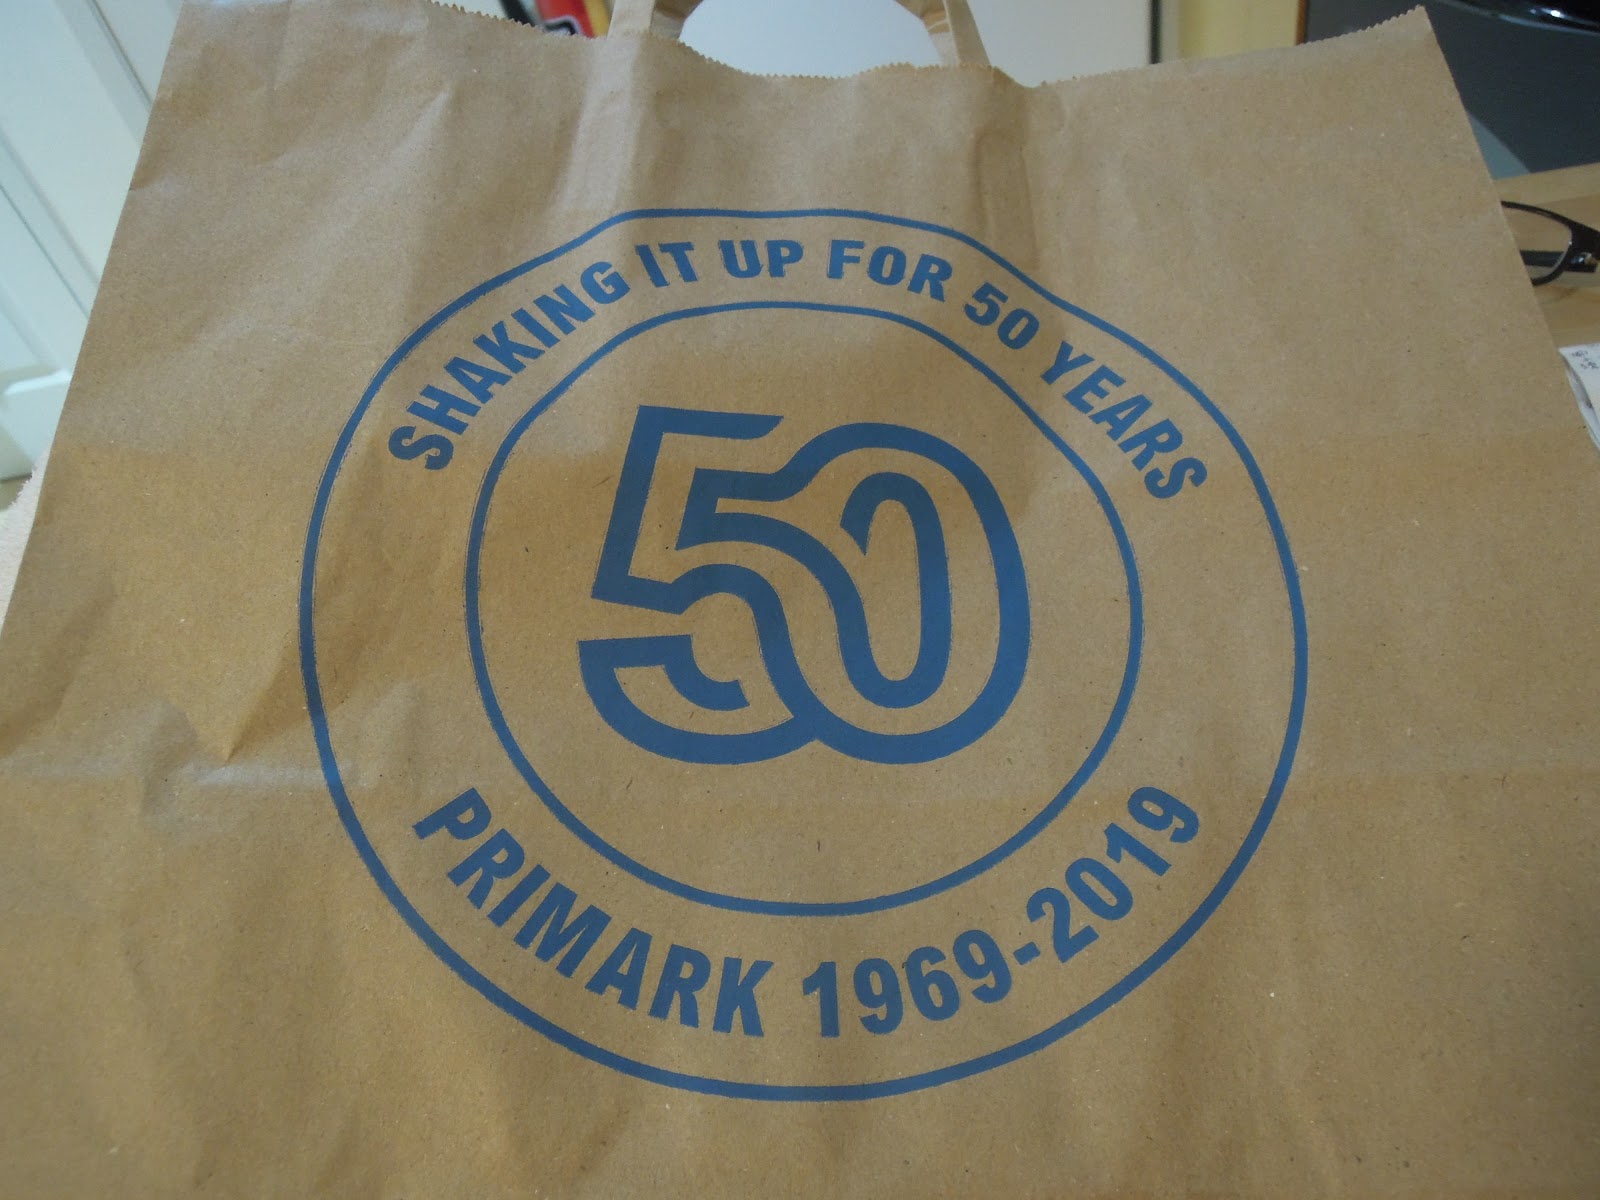 SHAKING IT UP FOR 50 YEARS
50
PRIMARK 1969-2019